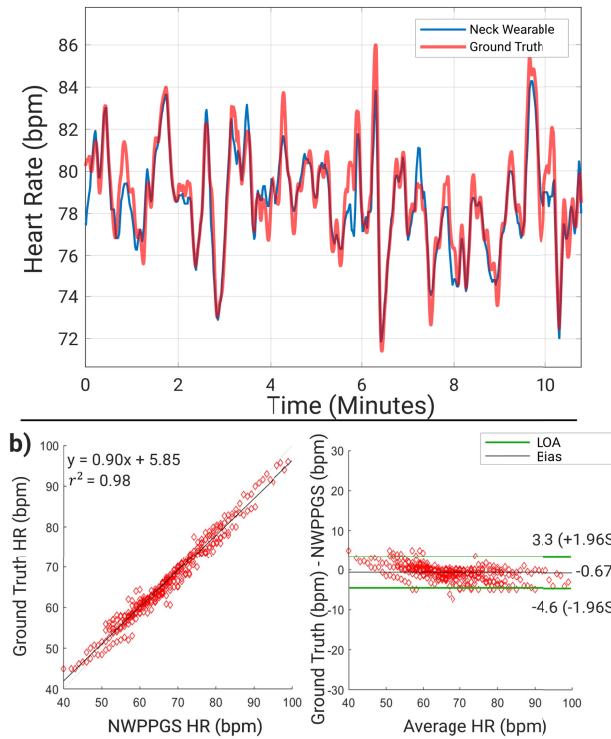 Neck Wearable
Ground Truth
Heart Rate (bpm)
86
84
82
80
78
76
74
72
0
2
4
6
8
10
Time (Minutes)
b)
y = 0.90x + 5.85
r² = 0.98
Ground Truth HR (bpm)
100
90
80
70
60
50
40
40
50
60
70
80
90
100
NWPPGS HR (bpm)
LOA
Bias
Ground Truth (bpm) - NWPPGS (bpm)
30
20
10
0
-10
-20
-30
3.3 (+1.96S
-0.67
-4.6 (-1.96S
40
50
60
70
80
90
100
Average HR (bpm)